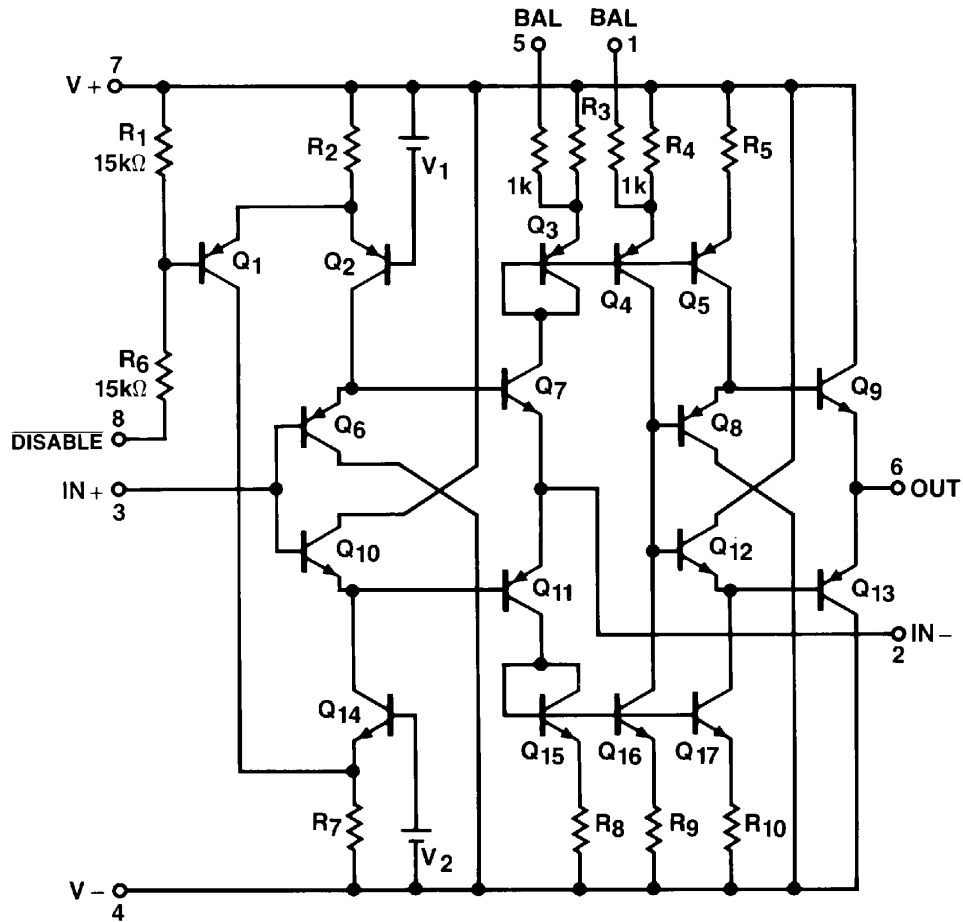 BAL BAL
5 1
7
V +
R1
15kΩ
R2
V1
R3
1k
R4
1k
R5
Q1
Q2
Q3
Q4
Q5
R6
15kΩ
8
DISABLE
Q6
Q7
Q8
Q9
IN +
3
6
OUT
Q10
Q11
Q12
Q13
IN –
2
Q14
Q15
Q16
Q17
R7
V2
R8
R9
R10
V –
4